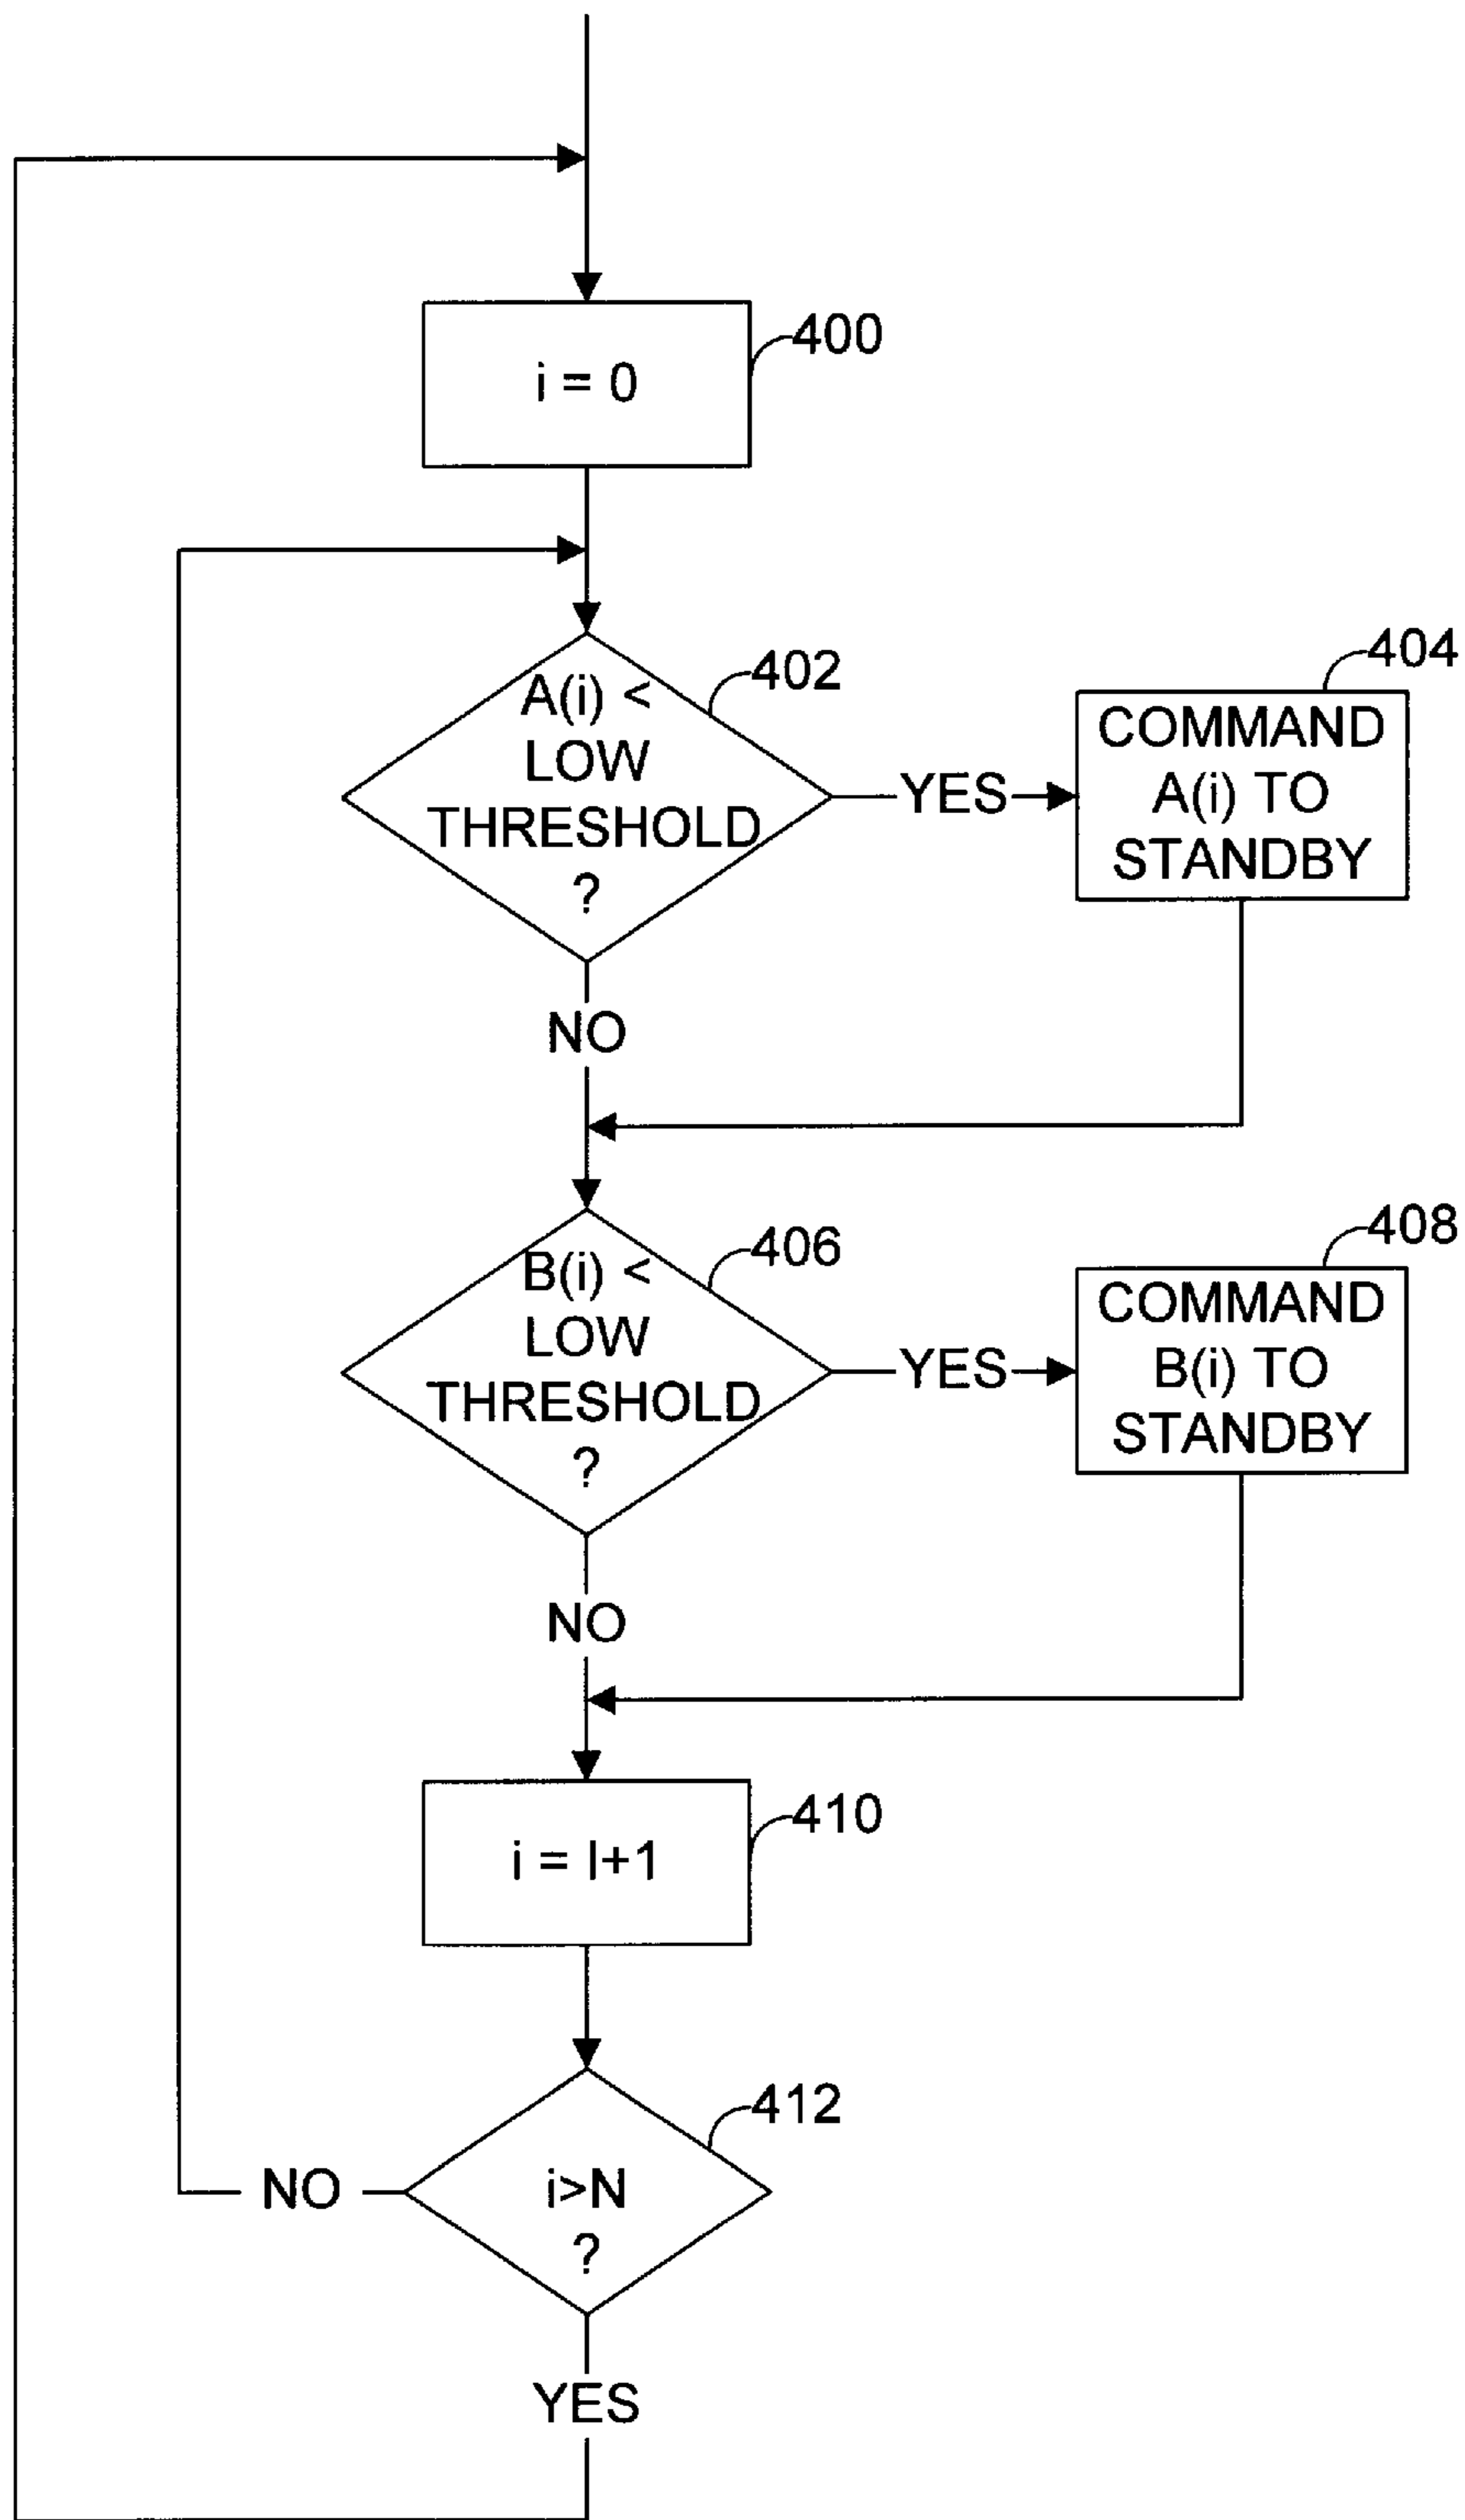 400
i = 0
402
A(i) <
LOW
THRESHOLD
?
YES
404
COMMAND
A(i) TO
STANDBY
NO
406
B(i) <
LOW
THRESHOLD
?
YES
408
COMMAND
B(i) TO
STANDBY
NO
410
i = I+1
412
i>N
?
NO
YES